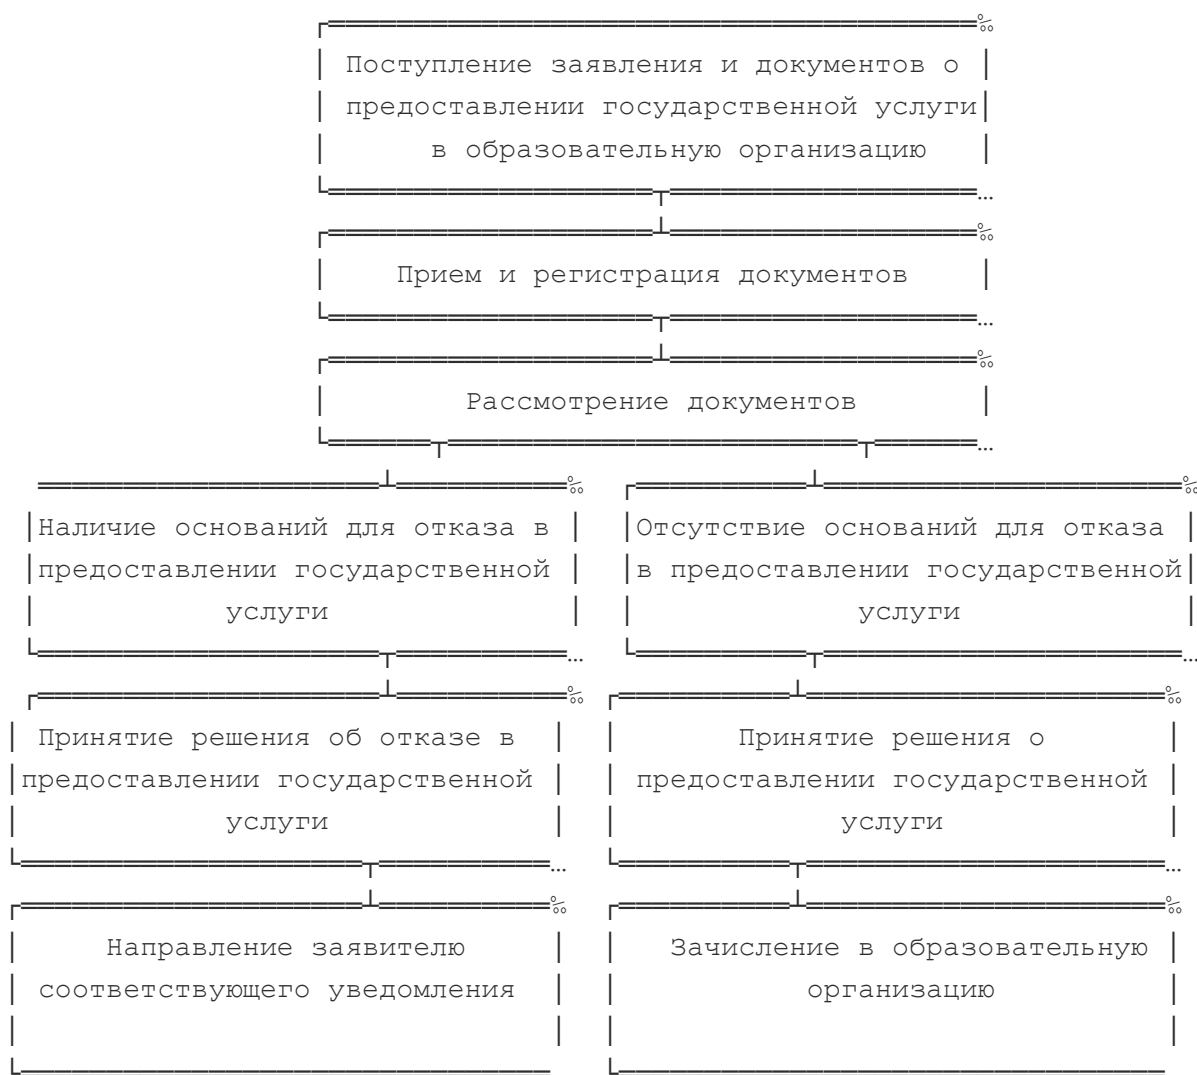 Поступление заявления и документов о
предоставлении государственной услуги
в образовательную организацию
Прием и регистрация документов
Рассмотрение документов
Наличие оснований для отказа в
предоставлении государственной
услуги
Отсутствие оснований для отказа
в предоставлении государственной
услуги
Принятие решения об отказе в
предоставлении государственной
услуги
Принятие решения о
предоставлении государственной
услуги
Направление заявителю
соответствующего уведомления
Зачисление в образовательную
организацию